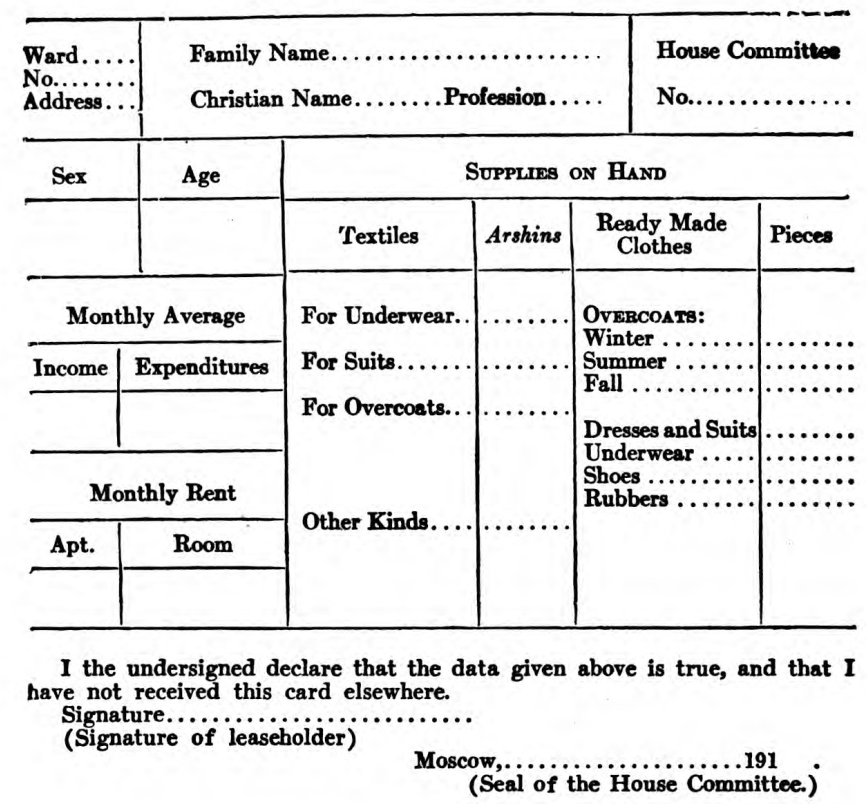 Ward.....
No........
Address...
Family Name........................
Christian Name........Profession.....
House Committee
No..............
Sex
Age
SUPPLIES ON HAND
Textiles
Arshins
Ready Made
Clothes
Pieces
Monthly Average
Income
Expenditures
Monthly Rent
Apt.
Room
For Underwear..........
For Suits.............
For Overcoats...........
Other Kinds............
OVERCOATS:
Winter .................
Summer ................
Fall ....................
Dresses and Suits ........
Underwear .............
Shoes ..................
Rubbers ...............
I the undersigned declare that the data given above is true, and that I
have not received this card elsewhere.
Signature...........................
(Signature of leaseholder)
Moscow,.....................191 .
(Seal of the House Committee.)